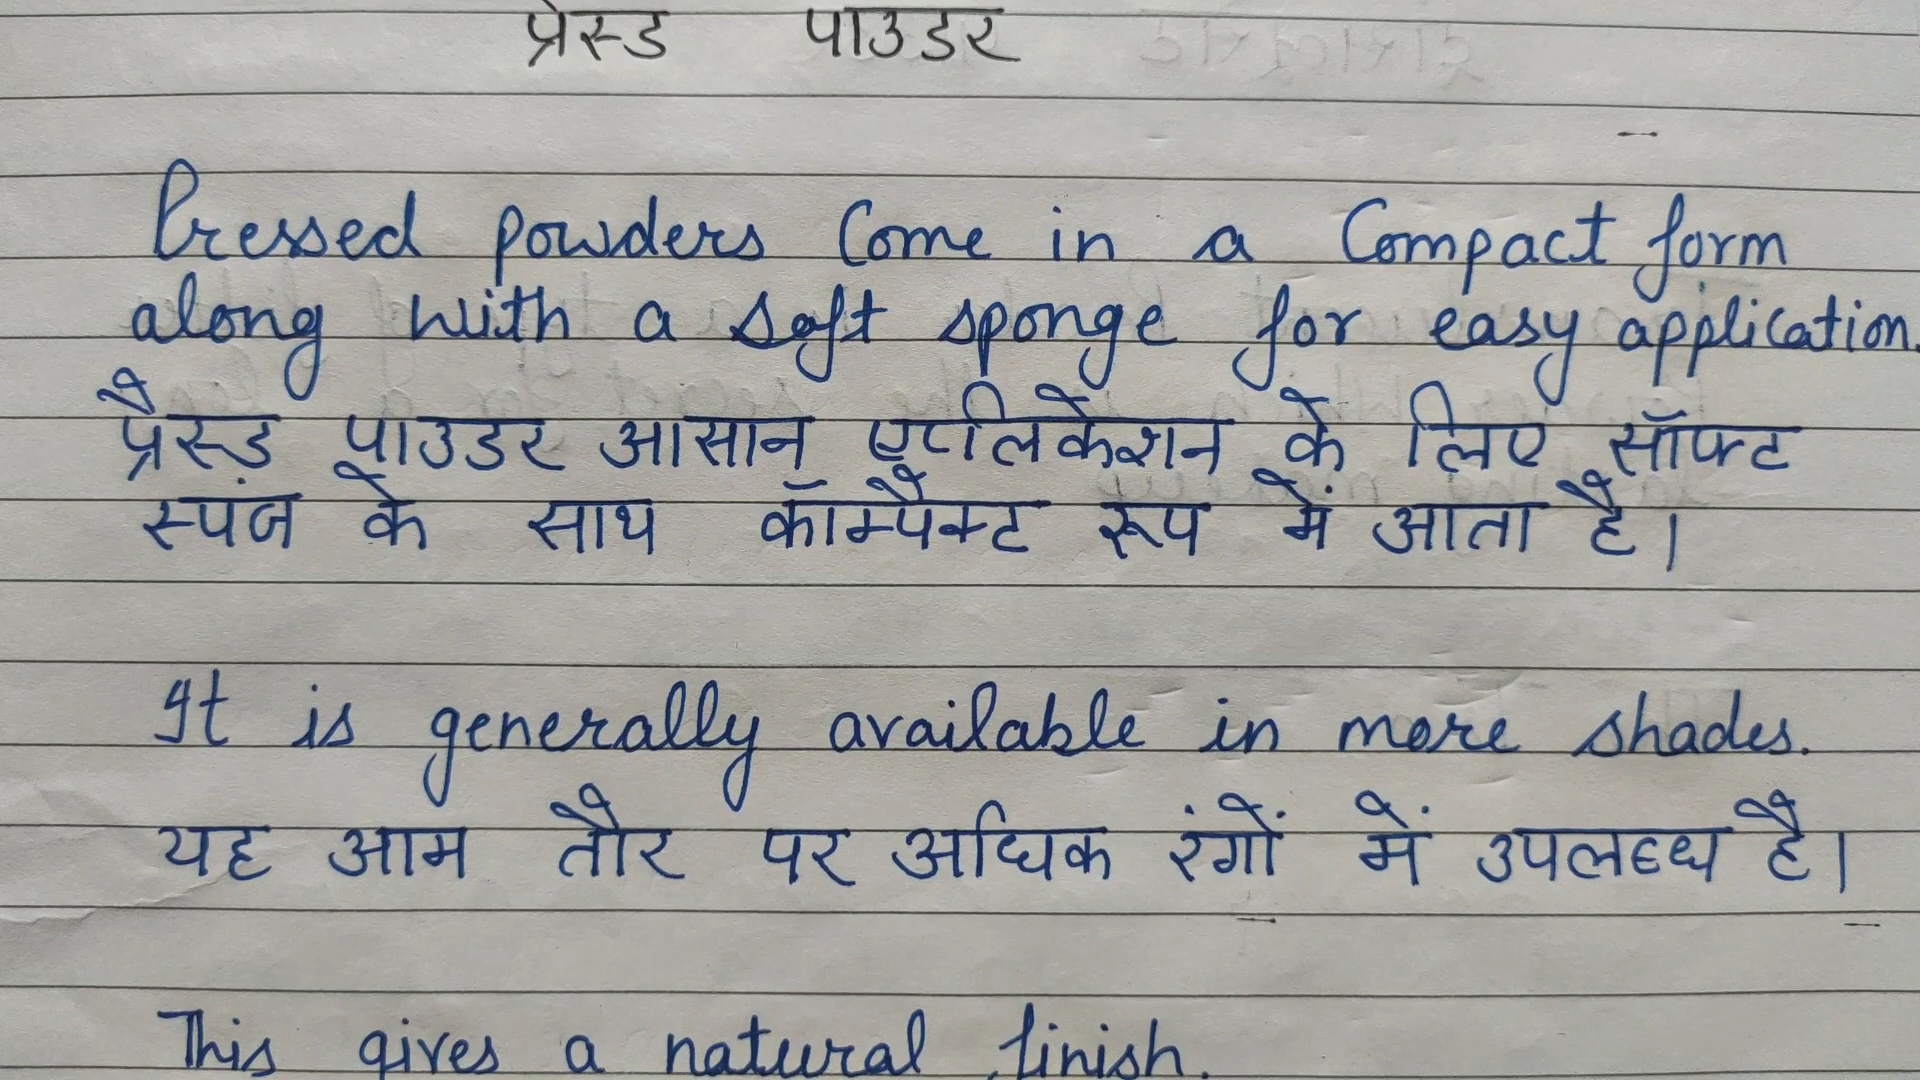 प्रेस्ड पाउडर
Pressed powders Come in a Compact form
along with a soft sponge for easy application.
प्रैस्ड पाउडर आसान एप्लिकेशन के लिए सॉफ्ट
स्पंज के साथ कॉम्पैक्ट रूप में आता है।
It is generally available in more shades.
यह आम तौर पर अधिक रंगों में उपलब्ध है।
This gives a natural finish.